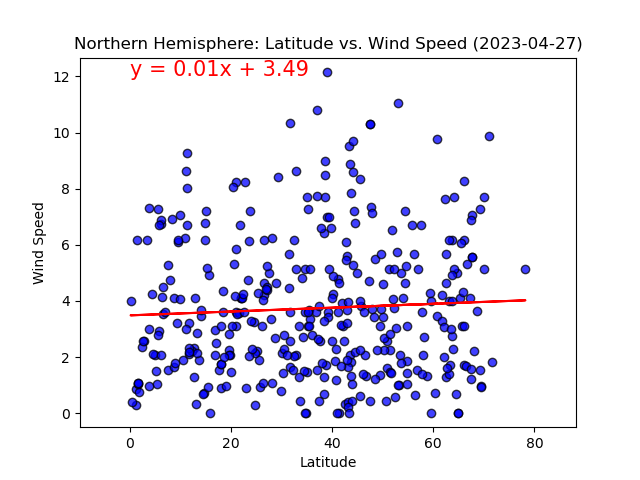 Northern Hemisphere: Latitude vs. Wind Speed (2023-04-27)
y = 0.01x + 3.49
12
10
8
6
4
2
0
Wind Speed
0 20 40 60 80
Latitude